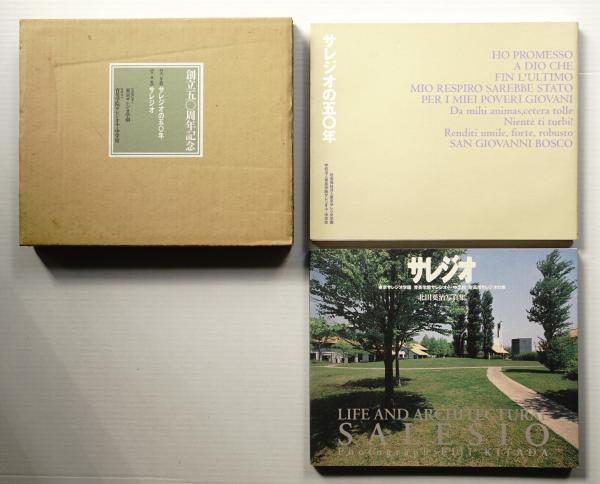 創立五〇周年記念
サレジオの五〇年
サレジオ
サレジオの五〇年
HO PROMESSO
A DIO CHE
FIN L'ULTIMO
MIO RESPIRO SAREBBE STATO
PER I MIEI POVERI GIOVANI
Da mihi animas,cetera tolle
Niente ti turbi!
Renditi umile, forte, robusto
SAN GIOVANNI BOSCO
サレジオ
北田英治写真集
LIFE AND ARCHITECTURE
SALESIO
Photograph:EIJI KITADA